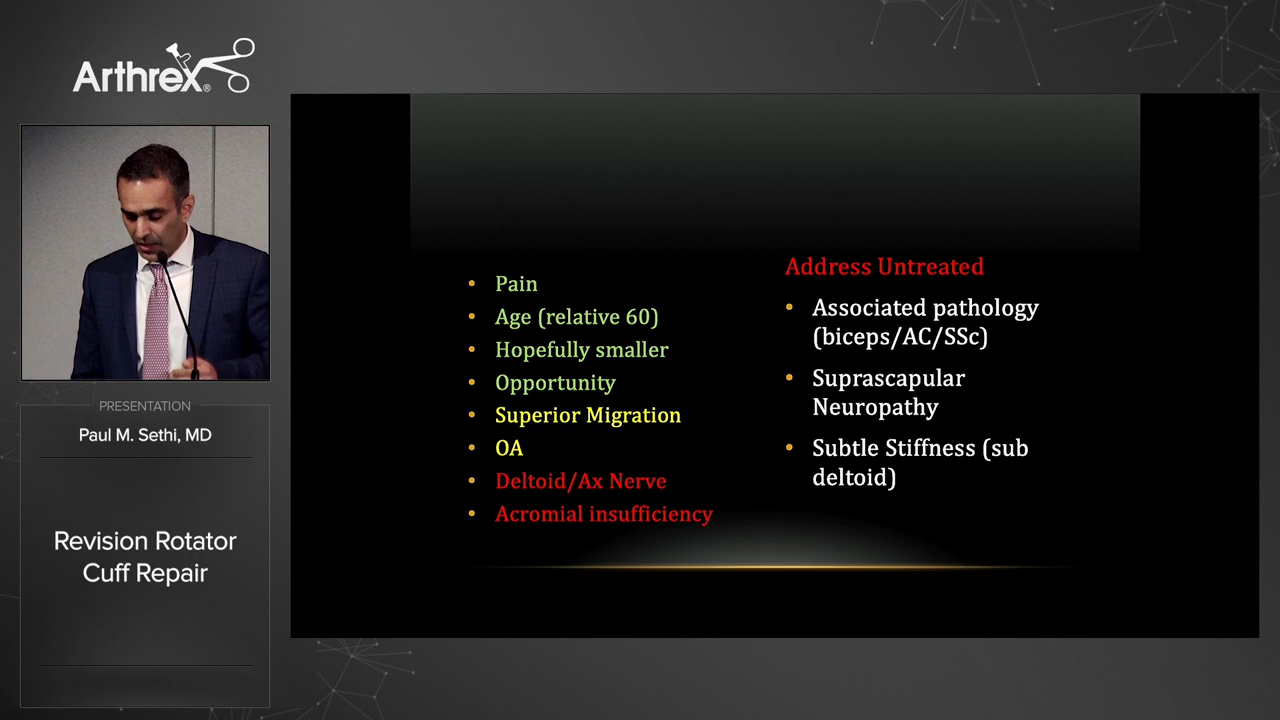 Arthrex®
PRESENTATION
Paul M. Sethi, MD
Revision Rotator
Cuff Repair
Pain
Age (relative 60)
Hopefully smaller
Opportunity
Superior Migration
OA
Deltoid/Ax Nerve
Acromial insufficiency
Address Untreated
Associated pathology
(biceps/AC/SSc)
Suprascapular
Neuropathy
Subtle Stiffness (sub
deltoid)